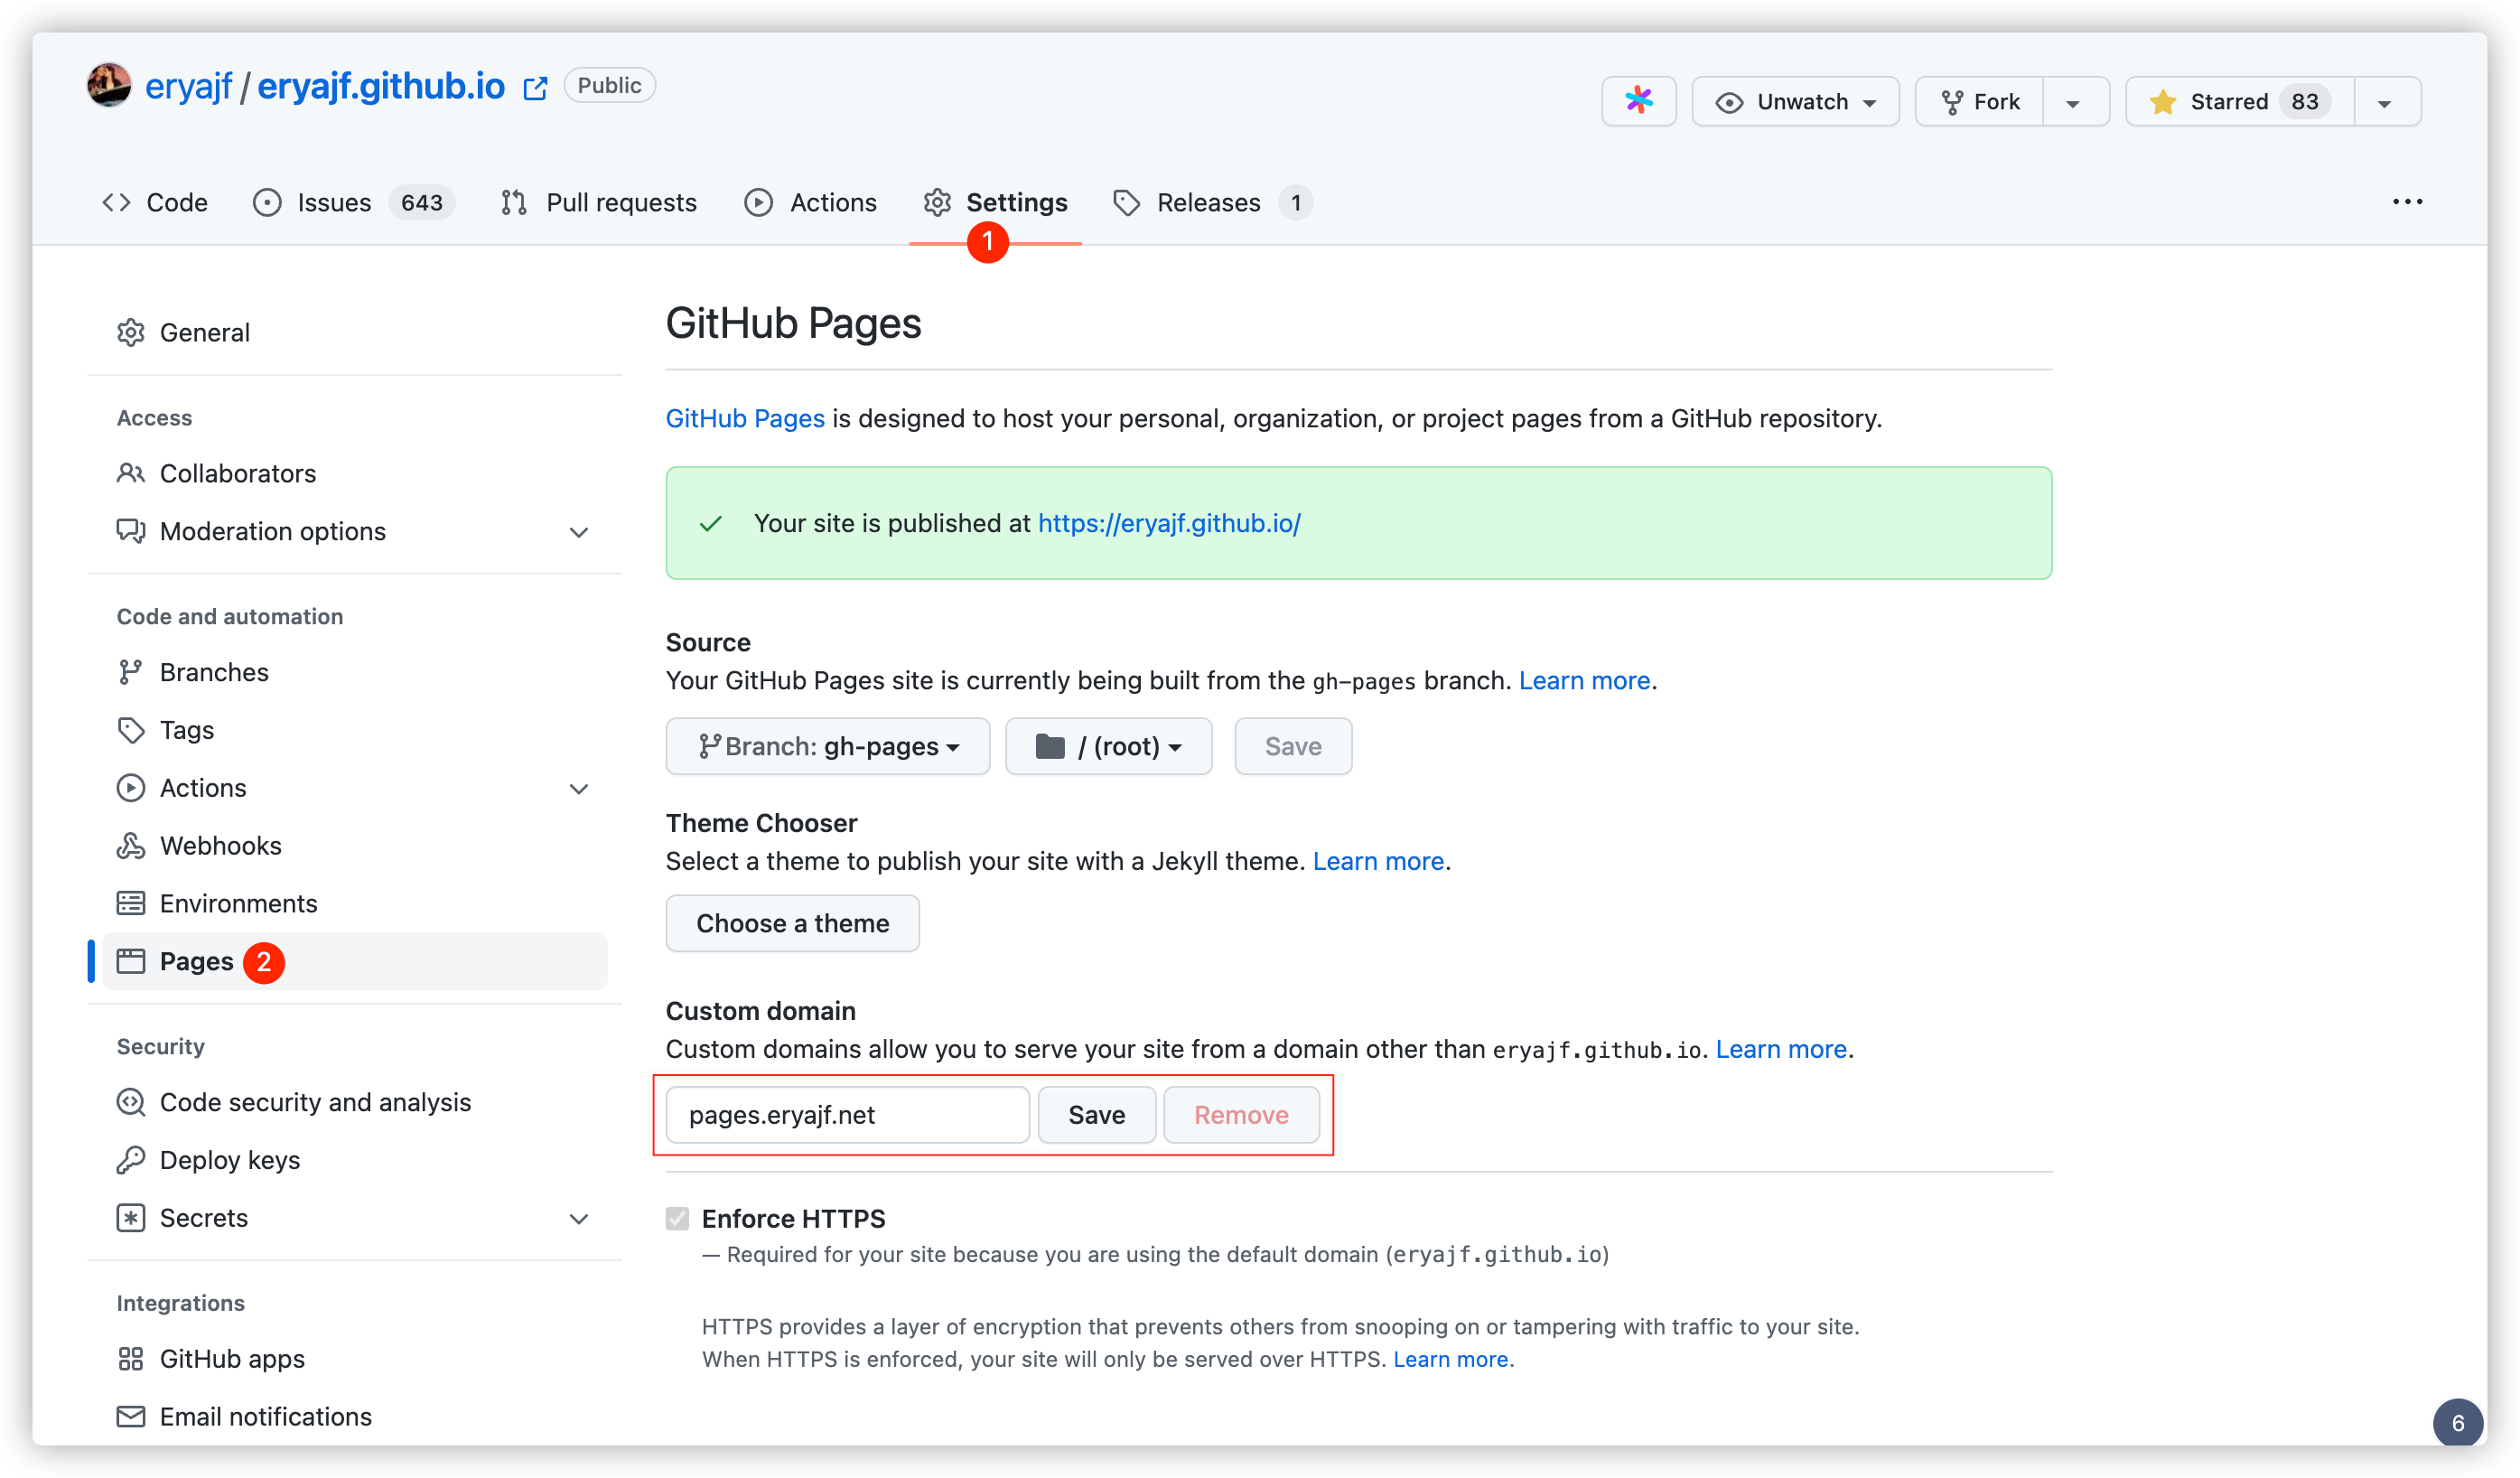 eryajf / eryajf.github.io Public
Unwatch Fork Starred 83
Code Issues 643 Pull requests Actions Settings Releases 1
1
General
Access
Collaborators
Moderation options
Code and automation
Branches
Tags
Actions
Webhooks
Environments
Pages 2
Security
Code security and analysis
Deploy keys
Secrets
Integrations
GitHub apps
Email notifications
GitHub Pages
GitHub Pages is designed to host your personal, organization, or project pages from a GitHub repository.
Your site is published at https://eryajf.github.io/
Source
Your GitHub Pages site is currently being built from the gh-pages branch. Learn more.
Branch: gh-pages / (root) Save
Theme Chooser
Select a theme to publish your site with a Jekyll theme. Learn more.
Choose a theme
Custom domain
Custom domains allow you to serve your site from a domain other than eryajf.github.io. Learn more.
pages.eryajf.net Save Remove
Enforce HTTPS
— Required for your site because you are using the default domain (eryajf.github.io)
HTTPS provides a layer of encryption that prevents others from snooping on or tampering with traffic to your site.
When HTTPS is enforced, your site will only be served over HTTPS. Learn more.
6